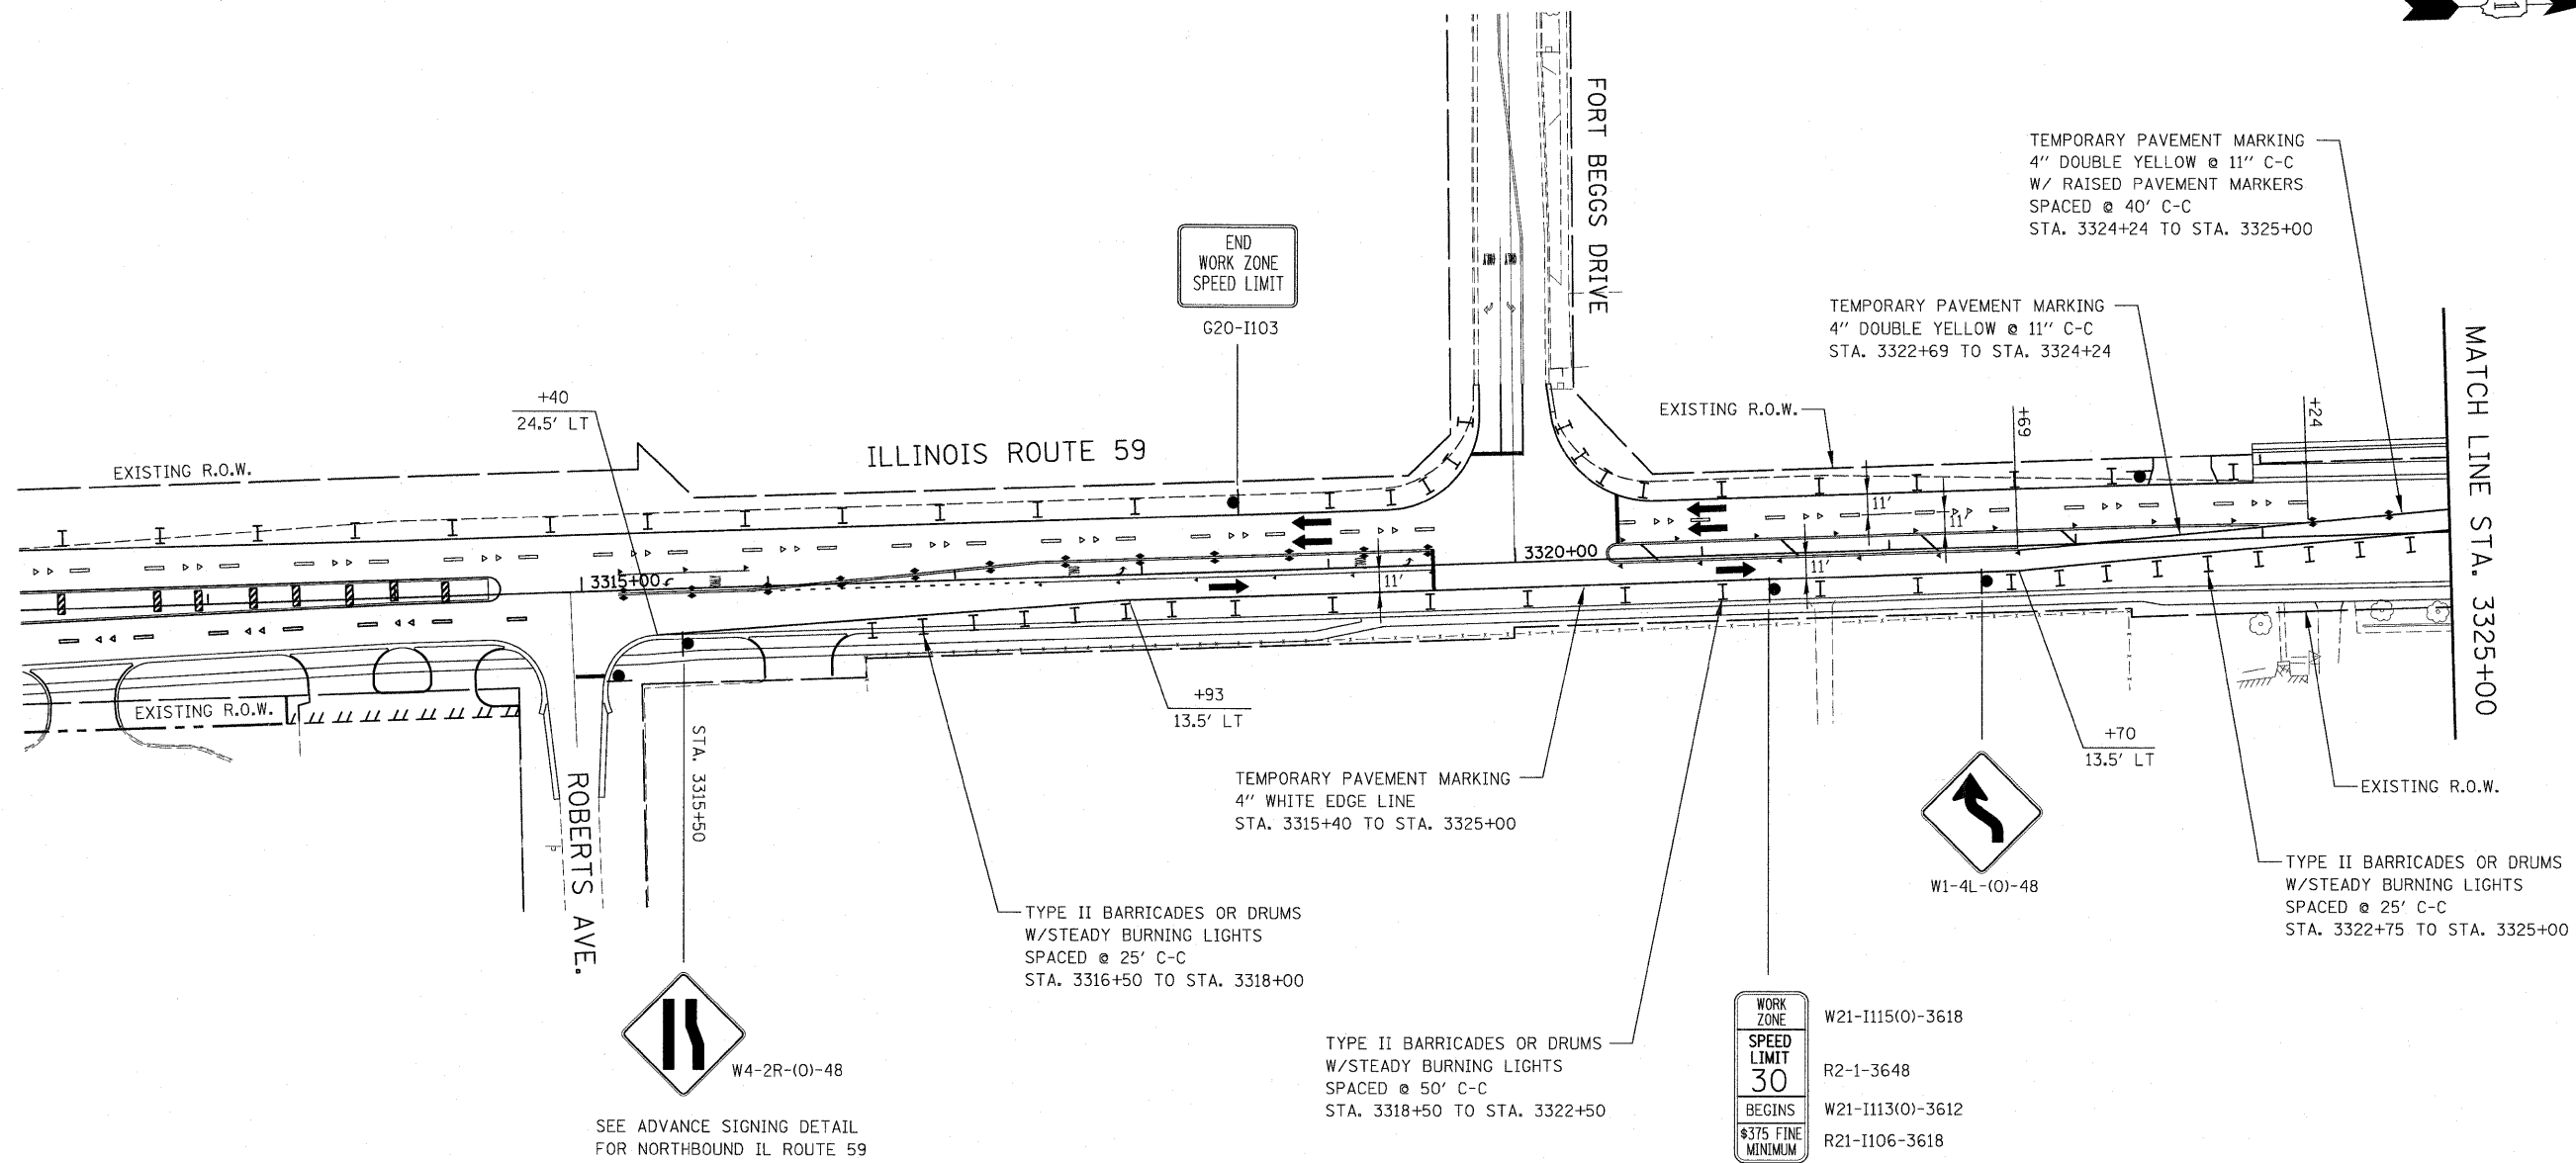 FORT BEGGS DRIVE
TEMPORARY PAVEMENT MARKING
4" DOUBLE YELLOW @ 11" C-C
W/ RAISED PAVEMENT MARKERS
SPACED @ 40' C-C
STA. 3324+24 TO STA. 3325+00
END
WORK ZONE
SPEED LIMIT
G20-I103
TEMPORARY PAVEMENT MARKING
4" DOUBLE YELLOW @ 11" C-C
STA. 3322+69 TO STA. 3324+24
MATCH LINE STA. 3325+00
+40
24.5' LT
EXISTING R.O.W.
+69
+24
ILLINOIS ROUTE 59
EXISTING R.O.W.
11'
11'
3320+00
3315+00
11'
11'
EXISTING R.O.W.
+93
13.5' LT
+70
13.5' LT
STA. 3315+50
ROBERTS AVE.
TEMPORARY PAVEMENT MARKING
4" WHITE EDGE LINE
STA. 3315+40 TO STA. 3325+00
EXISTING R.O.W.
W1-4L-(O)-48
TYPE II BARRICADES OR DRUMS
W/STEADY BURNING LIGHTS
SPACED @ 25' C-C
STA. 3322+75 TO STA. 3325+00
TYPE II BARRICADES OR DRUMS
W/STEADY BURNING LIGHTS
SPACED @ 25' C-C
STA. 3316+50 TO STA. 3318+00
TYPE II BARRICADES OR DRUMS
W/STEADY BURNING LIGHTS
SPACED @ 50' C-C
STA. 3318+50 TO STA. 3322+50
WORK
ZONE
W21-I115(O)-3618
SPEED
LIMIT
30
R2-1-3648
BEGINS
W21-I113(O)-3612
$375 FINE
MINIMUM
R21-I106-3618
W4-2R-(O)-48
SEE ADVANCE SIGNING DETAIL
FOR NORTHBOUND IL ROUTE 59